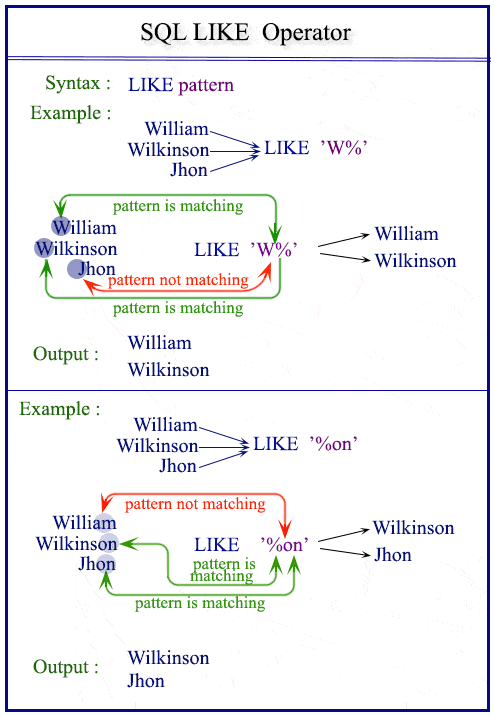 SQL LIKE  Operator
Syntax : LIKE pattern
Example :
William
Wilkinson LIKE 'W%'
Jhon
pattern is matching
William
Wilkinson LIKE 'W%'
Jhon
pattern not matching
pattern is matching
William
Wilkinson
Output :
William
Wilkinson
Example :
William
Wilkinson LIKE '%on'
Jhon
pattern not matching
William
Wilkinson LIKE '%on'
Jhon
pattern is
matching
pattern is matching
Wilkinson
Jhon
Output :
Wilkinson
Jhon